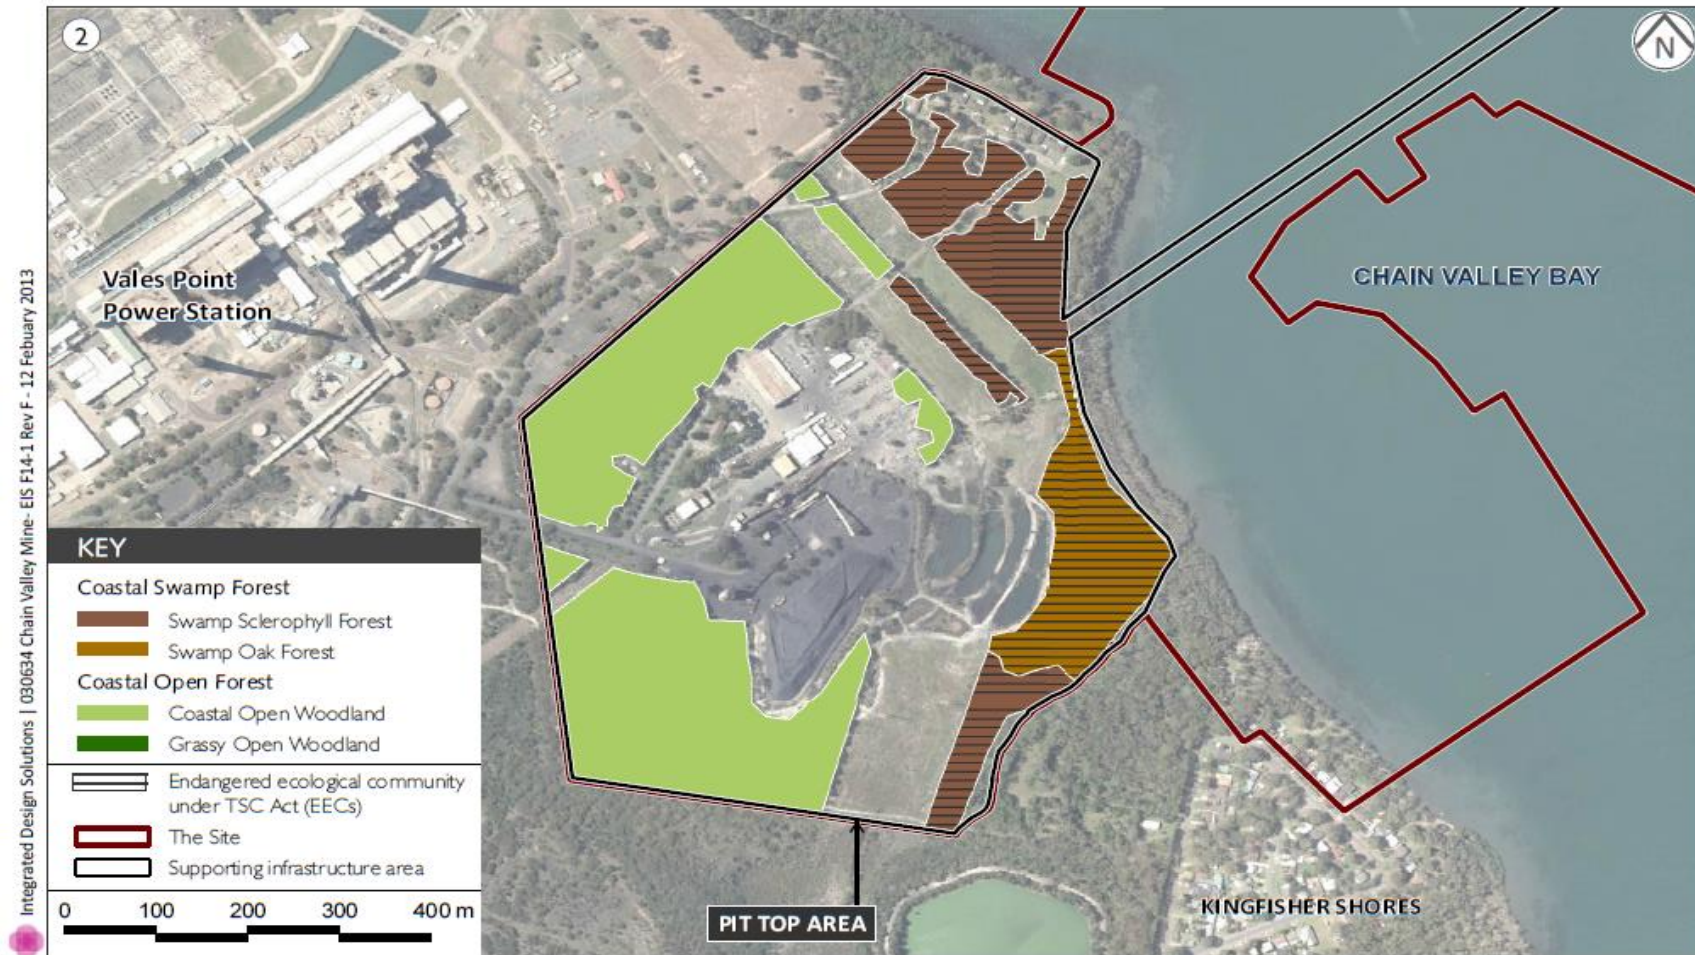 2
N
Vales Point
Power Station
CHAIN VALLEY BAY
KEY
Coastal Swamp Forest
Swamp Sclerophyll Forest
Swamp Oak Forest
Coastal Open Forest
Coastal Open Woodland
Grassy Open Woodland
Endangered ecological community
under TSC Act (EECs)
The Site
Supporting infrastructure area
0 100 200 300 400 m
PIT TOP AREA
KINGFISHER SHORES
Integrated Design Solutions | 030634 Chain Valley Mine- EIS F14-1 Rev F - 12 Febuary 2013